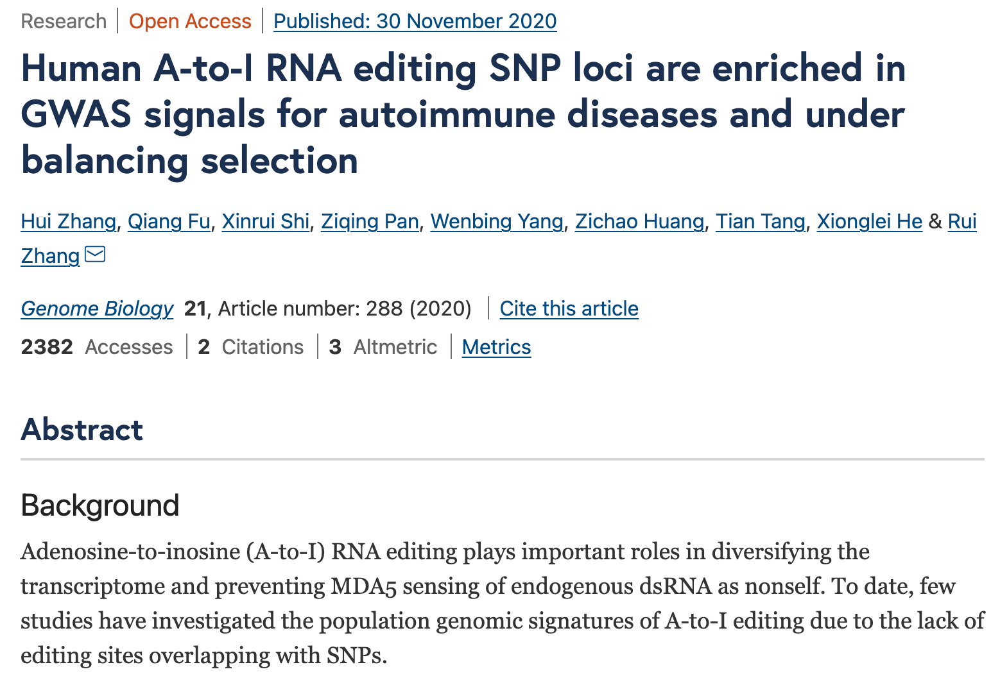 Research | Open Access | Published: 30 November 2020
Human A-to-I RNA editing SNP loci are enriched in
GWAS signals for autoimmune diseases and under
balancing selection
Hui Zhang, Qiang Fu, Xinrui Shi, Ziqing Pan, Wenbing Yang, Zichao Huang, Tian Tang, Xionglei He & Rui
Zhang
Genome Biology 21, Article number: 288 (2020) | Cite this article
2382 Accesses | 2 Citations | 3 Altmetric | Metrics
Abstract
Background
Adenosine-to-inosine (A-to-I) RNA editing plays important roles in diversifying the
transcriptome and preventing MDA5 sensing of endogenous dsRNA as nonself. To date, few
studies have investigated the population genomic signatures of A-to-I editing due to the lack of
editing sites overlapping with SNPs.